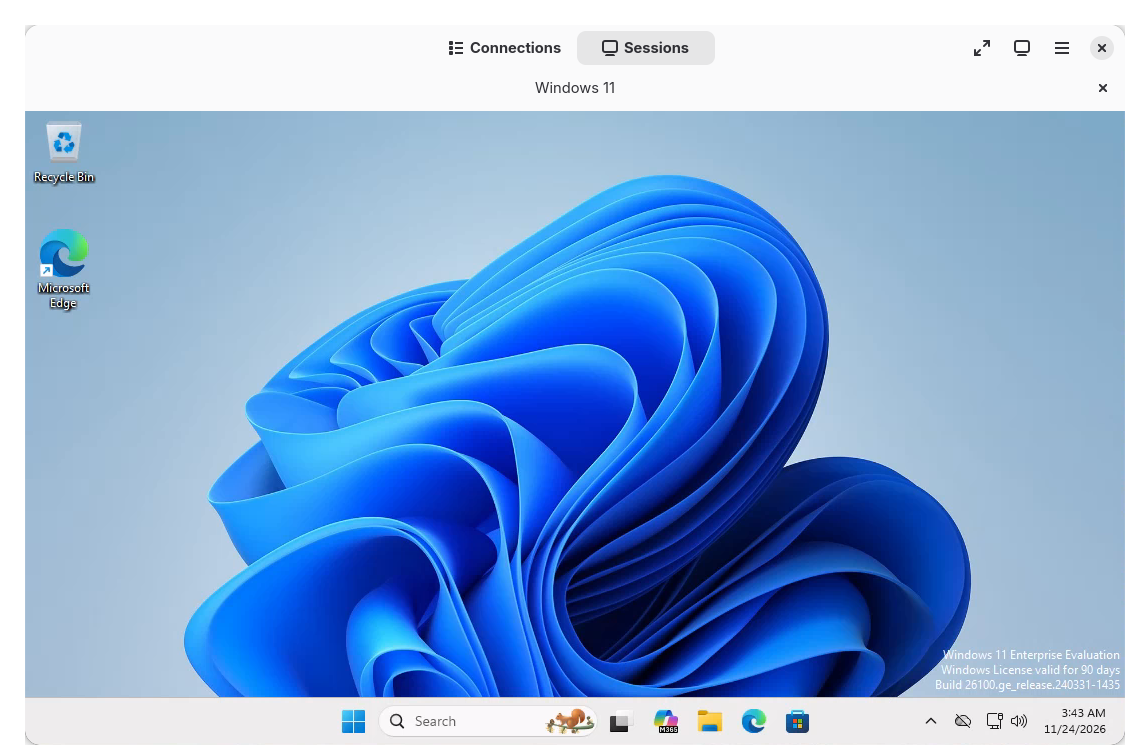 Connections
Sessions
Windows 11
Recycle Bin
Microsoft
Edge
Windows 11 Enterprise Evaluation
Windows License valid for 90 days
Build 26100.ge_release.240331-1435
Search
M365
3:43 AM
11/24/2026